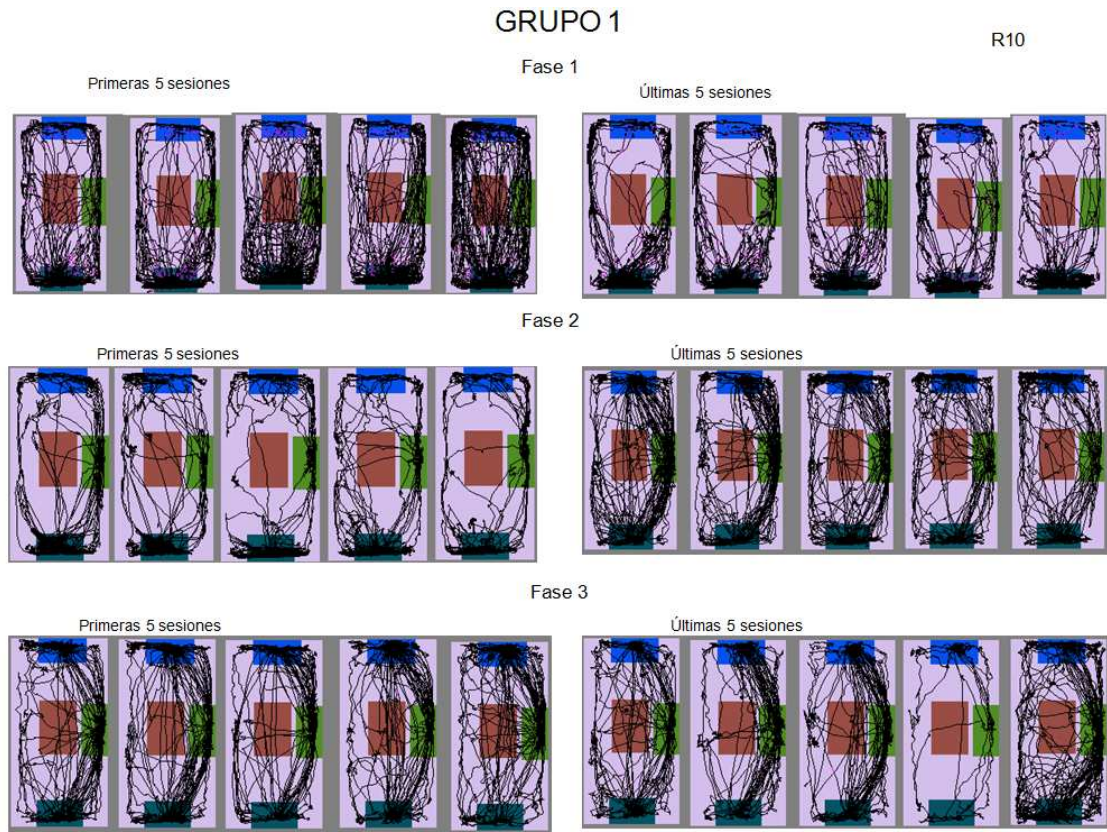 GRUPO 1
R10
Fase 1
Primeras 5 sesiones
Últimas 5 sesiones
Fase 2
Primeras 5 sesiones
Últimas 5 sesiones
Fase 3
Primeras 5 sesiones
Últimas 5 sesiones